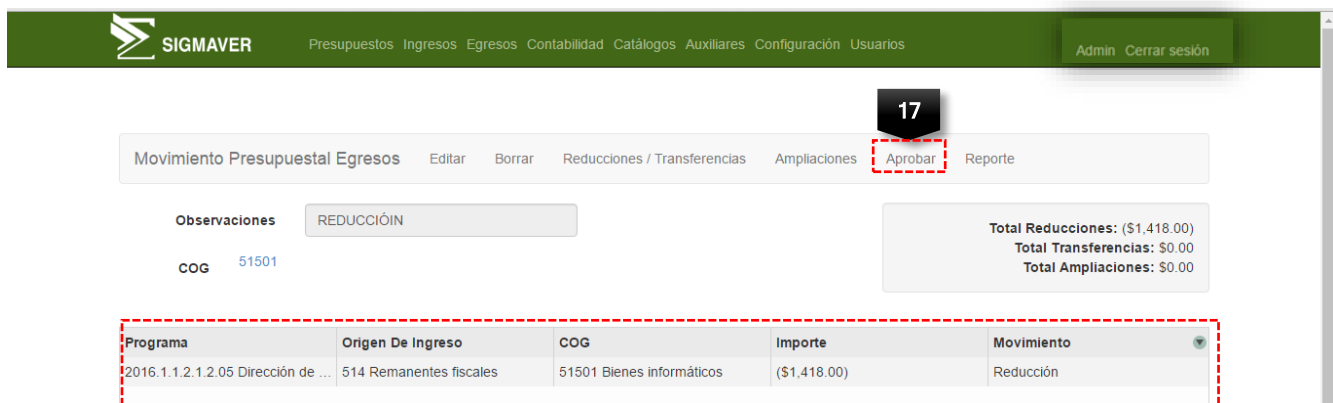 SIGMAVER Presupuestos Ingresos Egresos Contabilidad Catálogos Auxiliares Configuración Usuarios Admin Cerrar sesión
17
Movimiento Presupuestal Egresos Editar Borrar Reducciones / Transferencias Ampliaciones Aprobar Reporte
Observaciones REDUCCIÓIN
COG 51501
Total Reducciones: ($1,418.00)
Total Transferencias: $0.00
Total Ampliaciones: $0.00
Programa Origen De Ingreso COG Importe Movimiento
2016.1.1.2.1.2.05 Dirección de ... 514 Remanentes fiscales 51501 Bienes informáticos ($1,418.00) Reducción